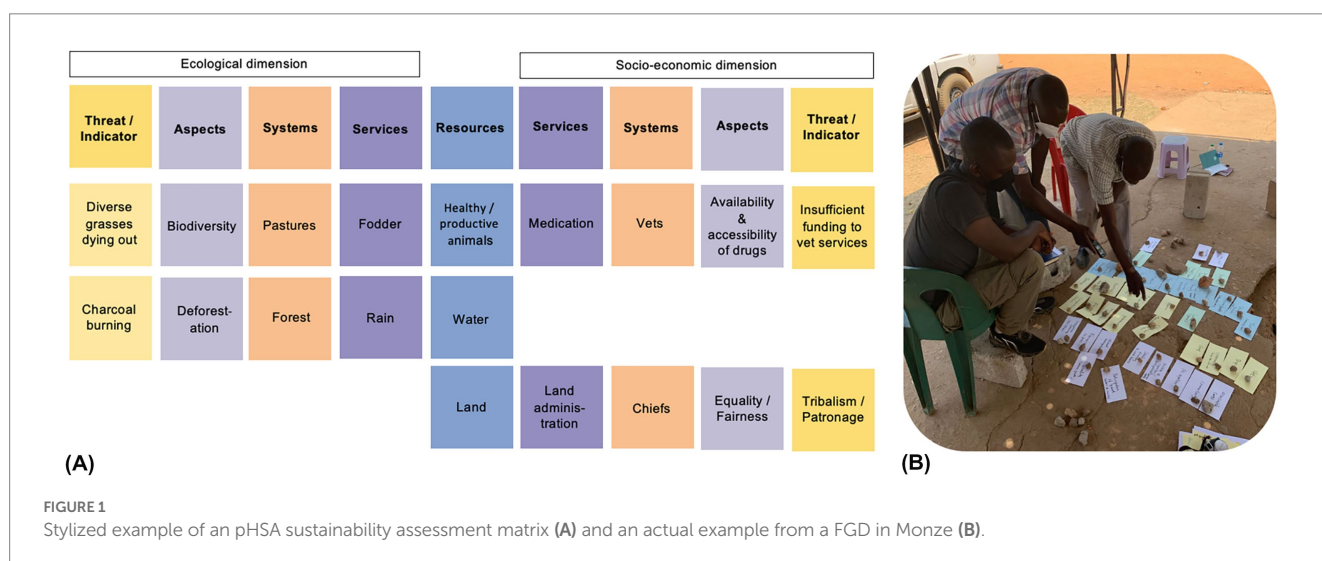 Ecological dimension
Socio-economic dimension
Threat /
Indicator
Aspects
Systems
Services
Resources
Services
Systems
Aspects
Threat /
Indicator
Diverse
grasses
dying out
Biodiversity
Pastures
Fodder
Healthy /
productive
animals
Medication
Vets
Availability
&
accessibility
of drugs
Insufficient
funding to
vet services
Charcoal
burning
Deforest-
ation
Forest
Rain
Water
Land
Land
adminis-
tration
Chiefs
Equality /
Fairness
Tribalism /
Patronage
(A)
(B)
FIGURE 1
Stylized example of an pHSA sustainability assessment matrix (A) and an actual example from a FGD in Monze (B).